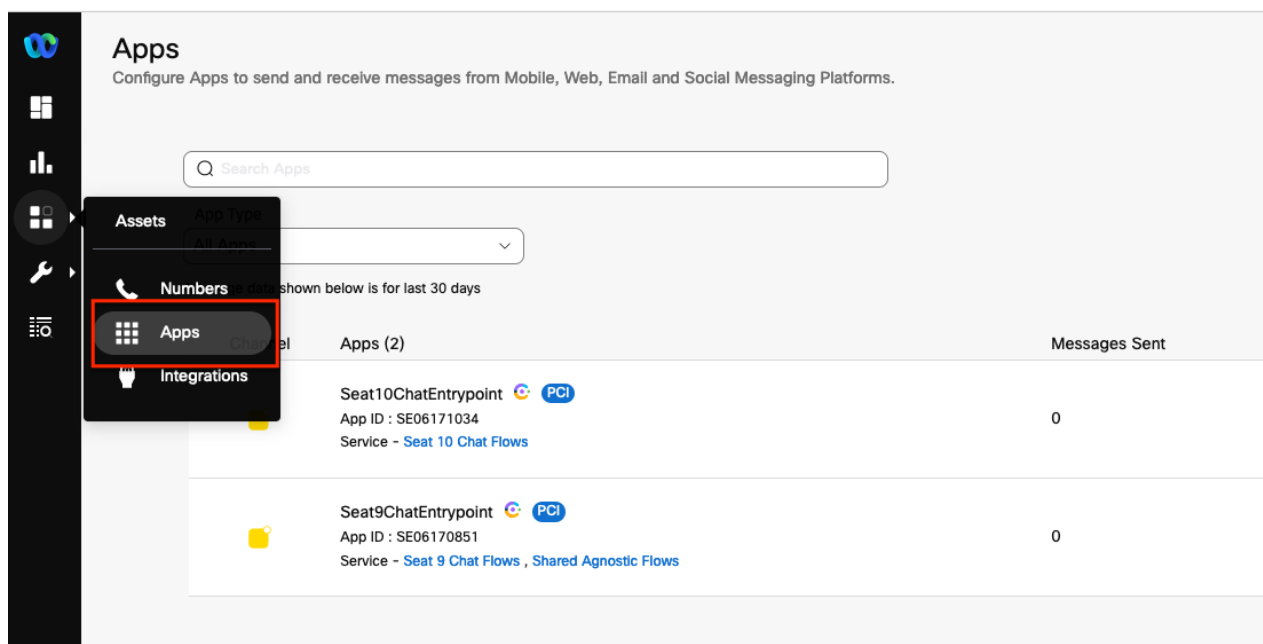 Apps
Configure Apps to send and receive messages from Mobile, Web, Email and Social Messaging Platforms.
Search Apps
Assets
App Type
All Apps
Numbers
data shown below is for last 30 days
Apps
Integrations
Channel
Apps (2)
Messages Sent
Seat10ChatEntrypoint PCI
App ID : SE06171034
Service - Seat 10 Chat Flows
0
Seat9ChatEntrypoint PCI
App ID : SE06170851
Service - Seat 9 Chat Flows , Shared Agnostic Flows
0